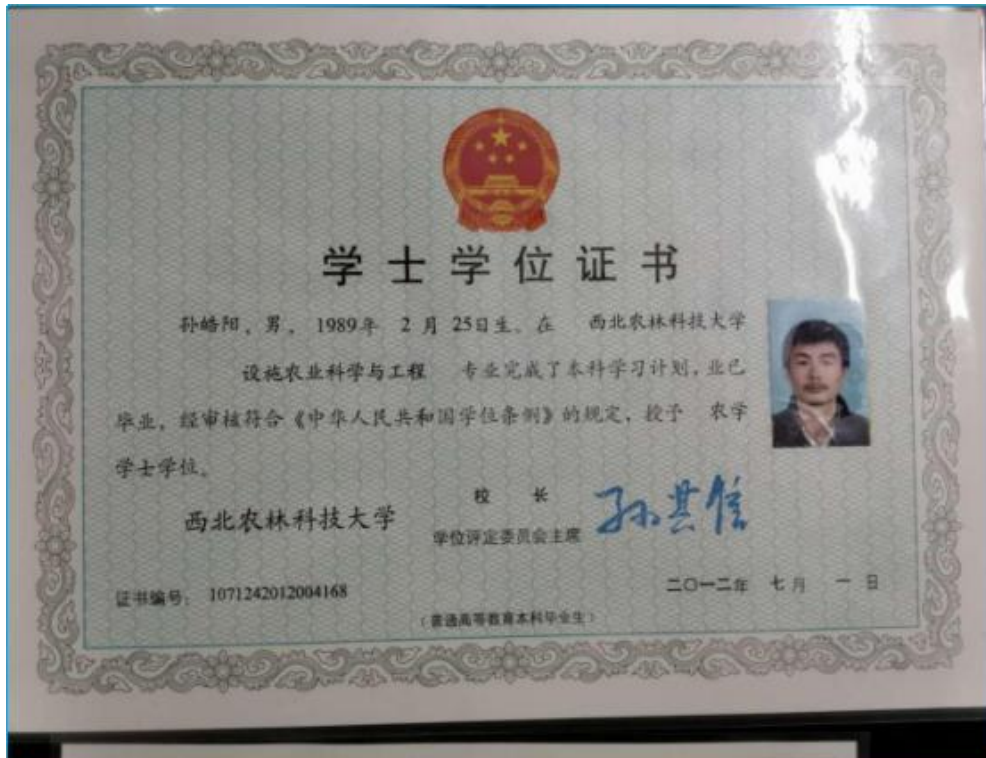 学士学位证书
孙皓阳，男，1989年 2月 25日生。在 西北农林科技大学
设施农业科学与工程 专业完成了本科学习计划，业已
毕业，经审核符合《中华人民共和国学位条例》的规定，授予 农学
学士学位。
西北农林科技大学
校 长
学位评定委员会主席
孙其信
证书编号：1071242012004168
二〇一二年 七月 一日
（普通高等教育本科毕业生）